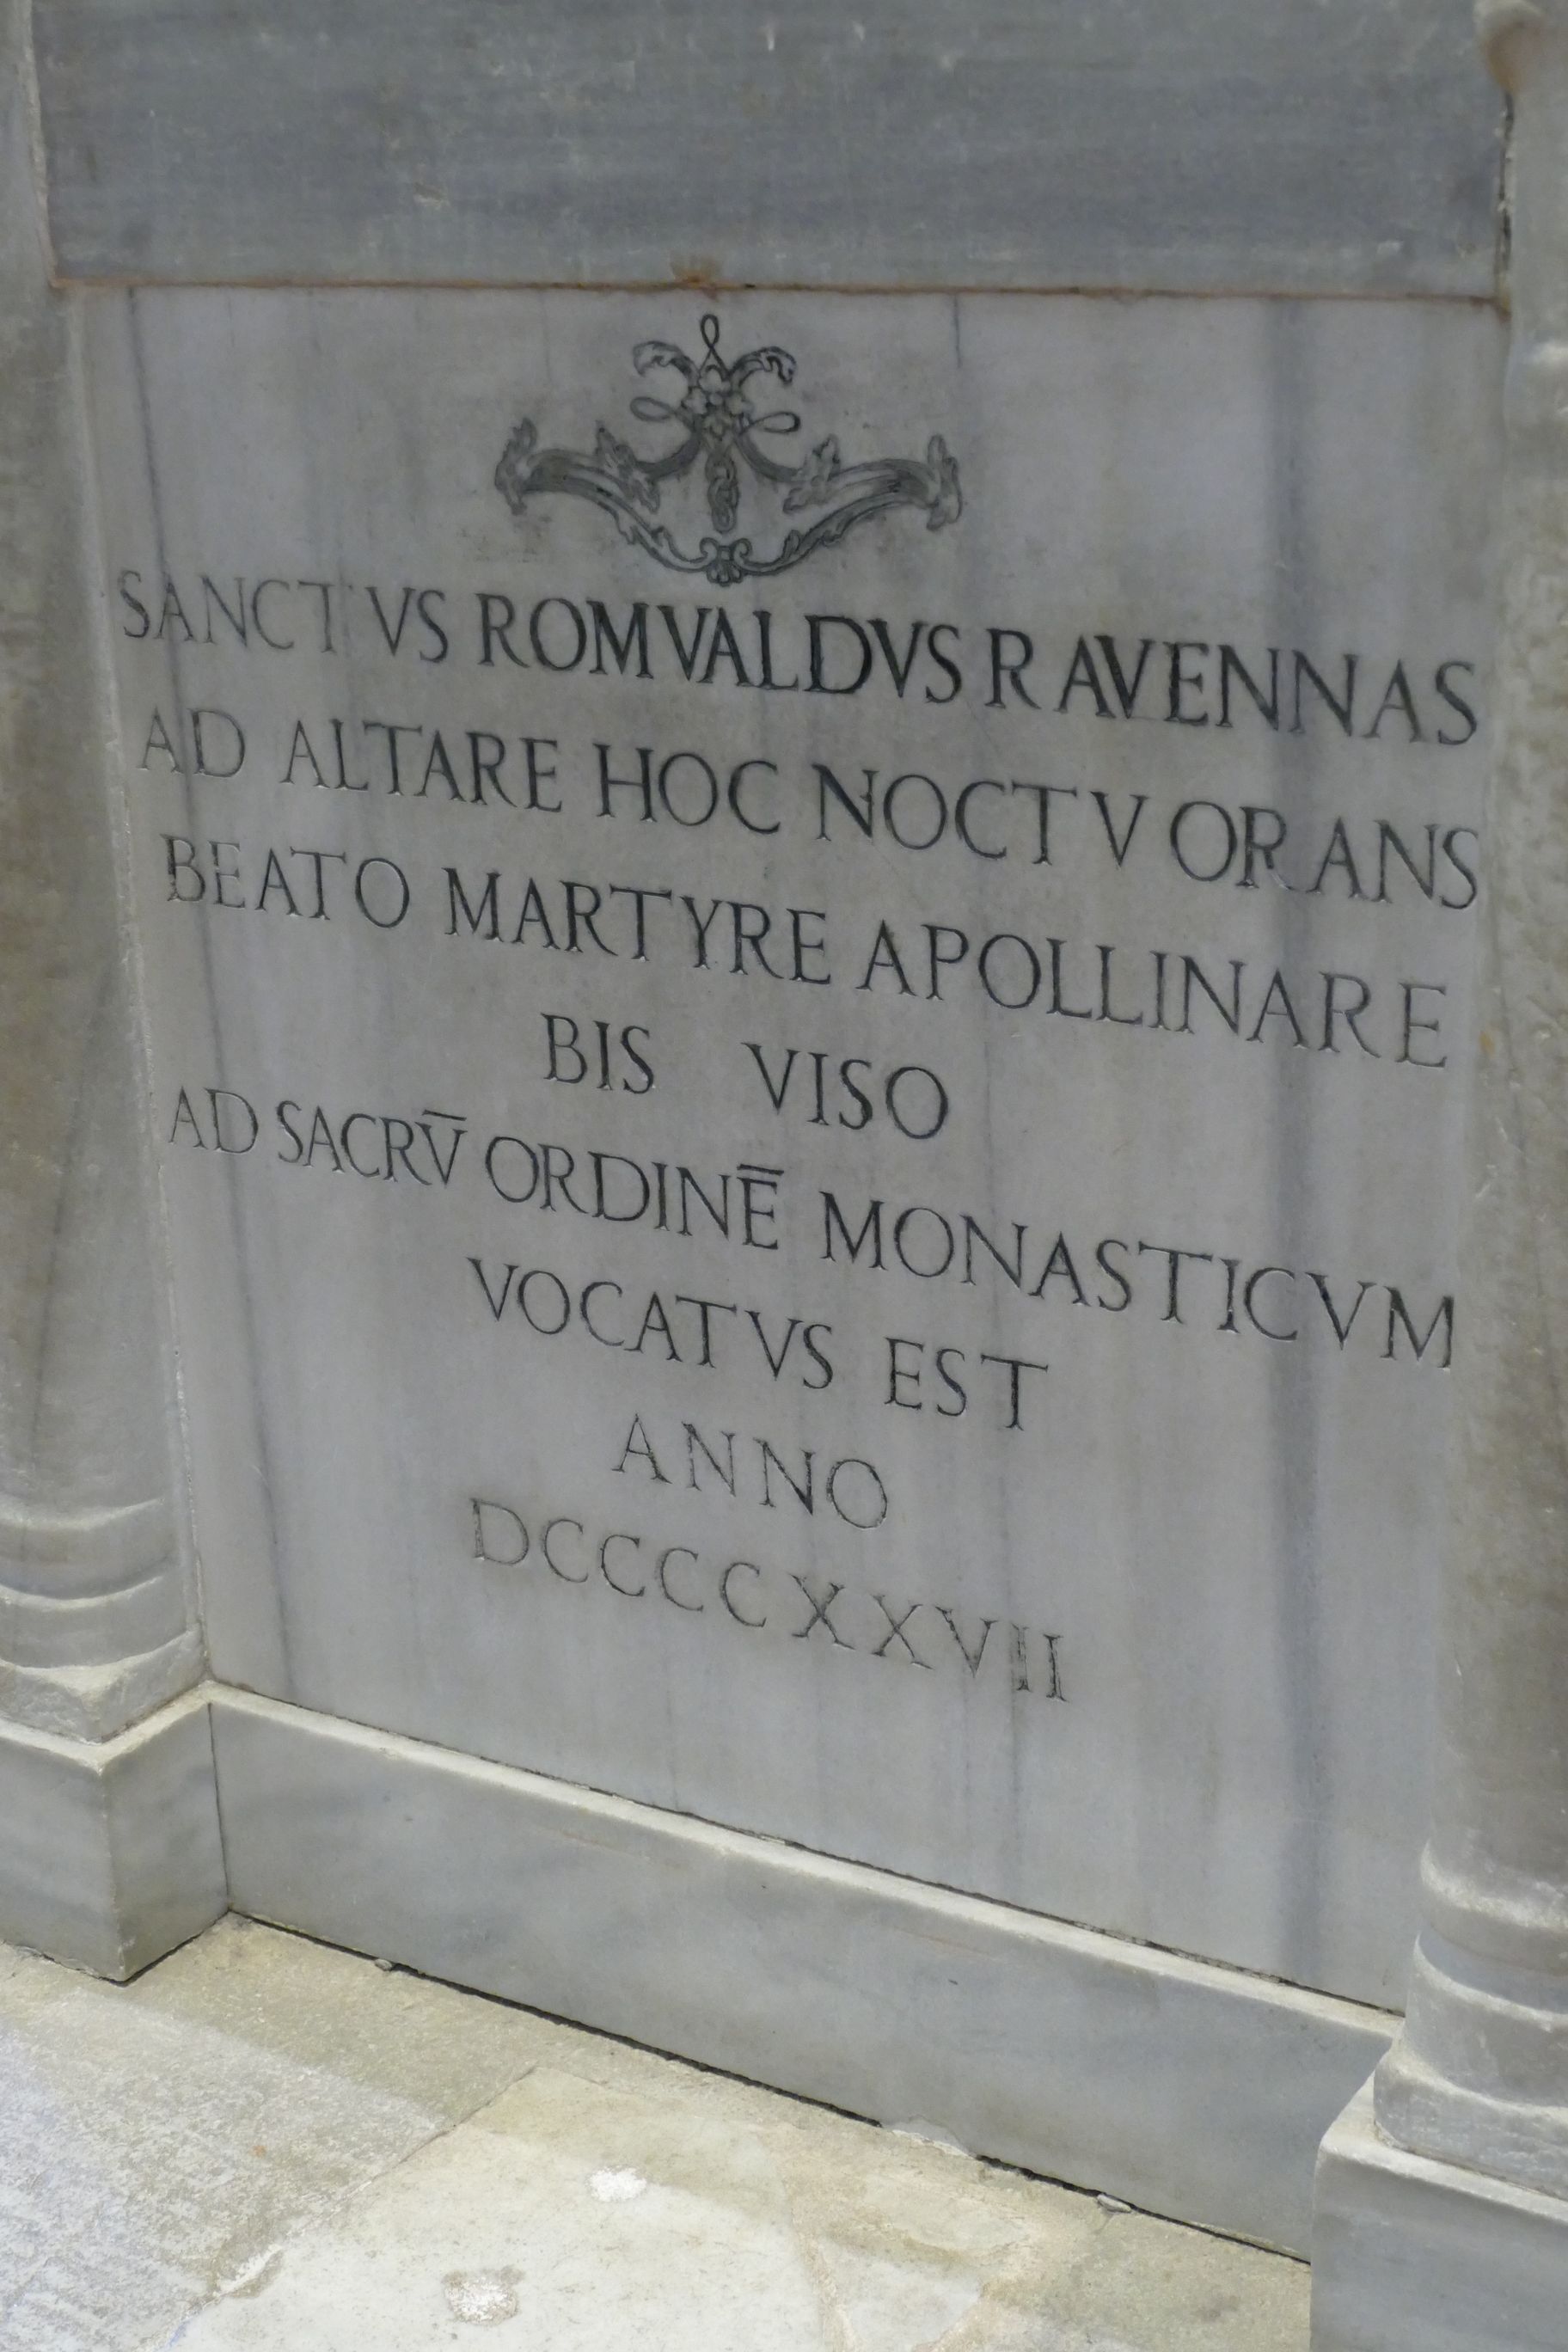 SANCTVS ROMVALDVS RAVENNAS
AD ALTARE HOC NOCTV ORANS
BEATO MARTYRE APOLLINARE
BIS VISO
AD SACRV̄ ORDINĒ MONASTICVM
VOCATVS EST
ANNO
DCCCCXXVII